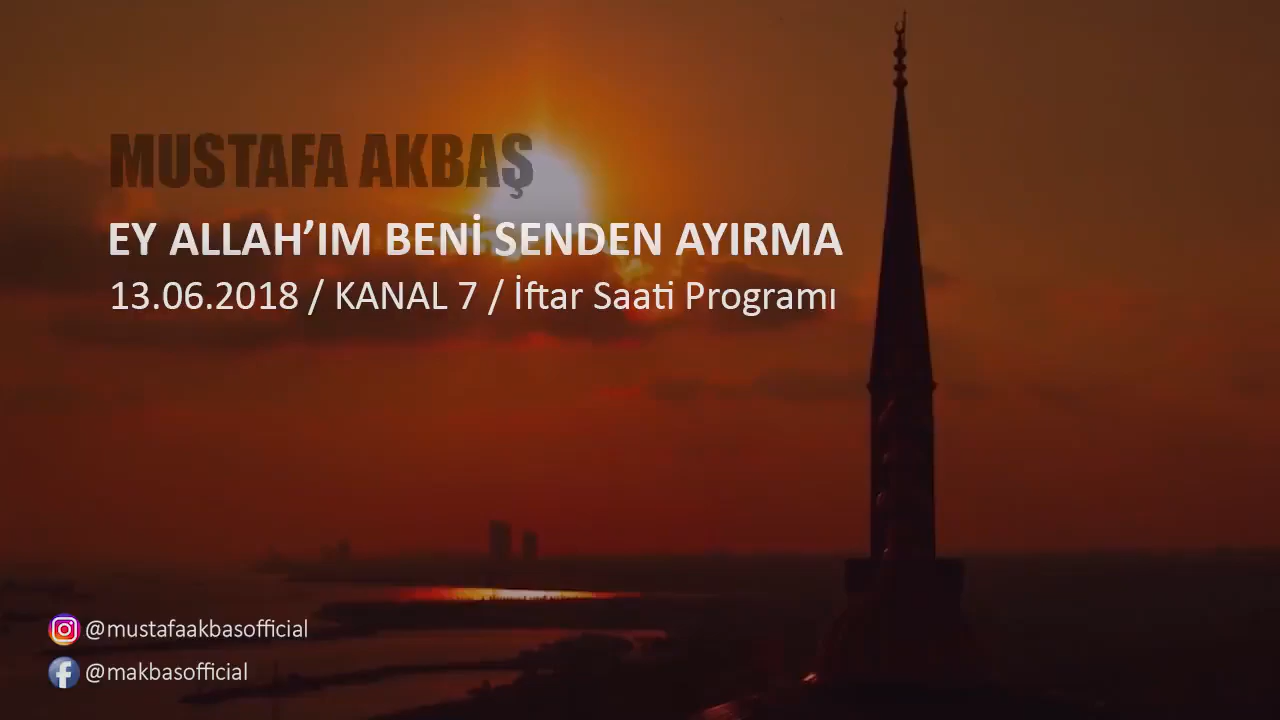 MUSTAFA AKBAŞ
EY ALLAH’IM BENİ SENDEN AYIRMA
13.06.2018 / KANAL 7 / İftar Saati Programı
@mustafaakbasofficial
@makbasofficial